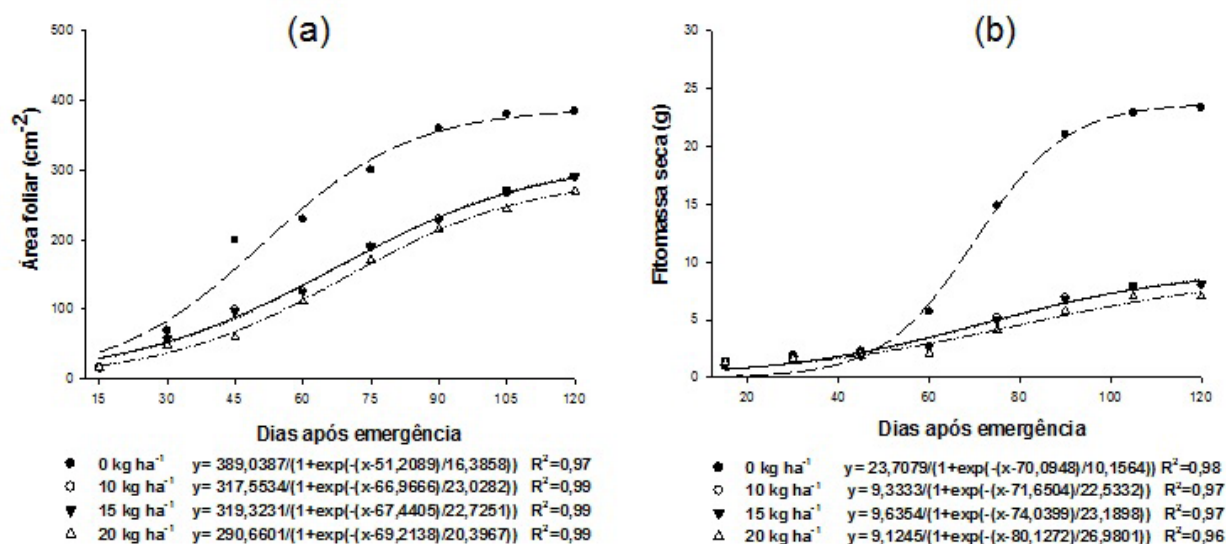 (a)
500
400
300
200
100
0
Área foliar (cm⁻²)
15 30 45 60 75 90 105 120
Dias após emergência
0 kg ha⁻¹ y= 389,0387/(1+exp(-(x-51,2089)/16,3858)) R²=0,97
10 kg ha⁻¹ y= 317,5534/(1+exp(-(x-66,9666)/23,0282)) R²=0,99
15 kg ha⁻¹ y= 319,3231/(1+exp(-(x-67,4405)/22,7251)) R²=0,99
20 kg ha⁻¹ y= 290,6601/(1+exp(-(x-69,2138)/20,3967)) R²=0,99
(b)
30
25
20
15
10
5
0
Fitomassa seca (g)
20 40 60 80 100 120
Dias após emergência
0 kg ha⁻¹ y= 23,7079/(1+exp(-(x-70,0948)/10,1564)) R²=0,98
10 kg ha⁻¹ y= 9,3333/(1+exp(-(x-71,6504)/22,5332)) R²=0,97
15 kg ha⁻¹ y= 9,6354/(1+exp(-(x-74,0399)/23,1898)) R²=0,97
20 kg ha⁻¹ y= 9,1245/(1+exp(-(x-80,1272)/26,9801)) R²=0,96